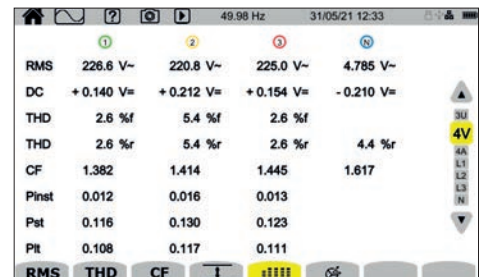 ? 49.98 Hz 31/05/21 12:33
1 2 3 N
RMS 226.6 V~ 220.8 V~ 225.0 V~ 4.785 V~
DC + 0.140 V= + 0.212 V= + 0.154 V= - 0.210 V=
THD 2.6 %f 5.4 %f 2.6 %f
THD 2.6 %r 5.4 %r 2.6 %r 4.4 %r
CF 1.382 1.414 1.445 1.617
Pinst 0.012 0.016 0.013
Pst 0.116 0.130 0.123
Plt 0.108 0.117 0.111
3U
4V
4A
L1
L2
L3
N
RMS THD CF